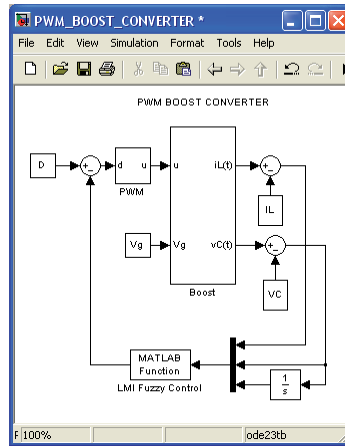 PWM_BOOST_CONVERTER *
File Edit View Simulation Format Tools Help
PWM BOOST CONVERTER
D
+
-
d u
PWM
u iL(t)
+
-
IL
Vg
Vg vC(t)
+
-
Boost
VC
MATLAB
Function
LMI Fuzzy Control
1
s
F 100% ode23tb